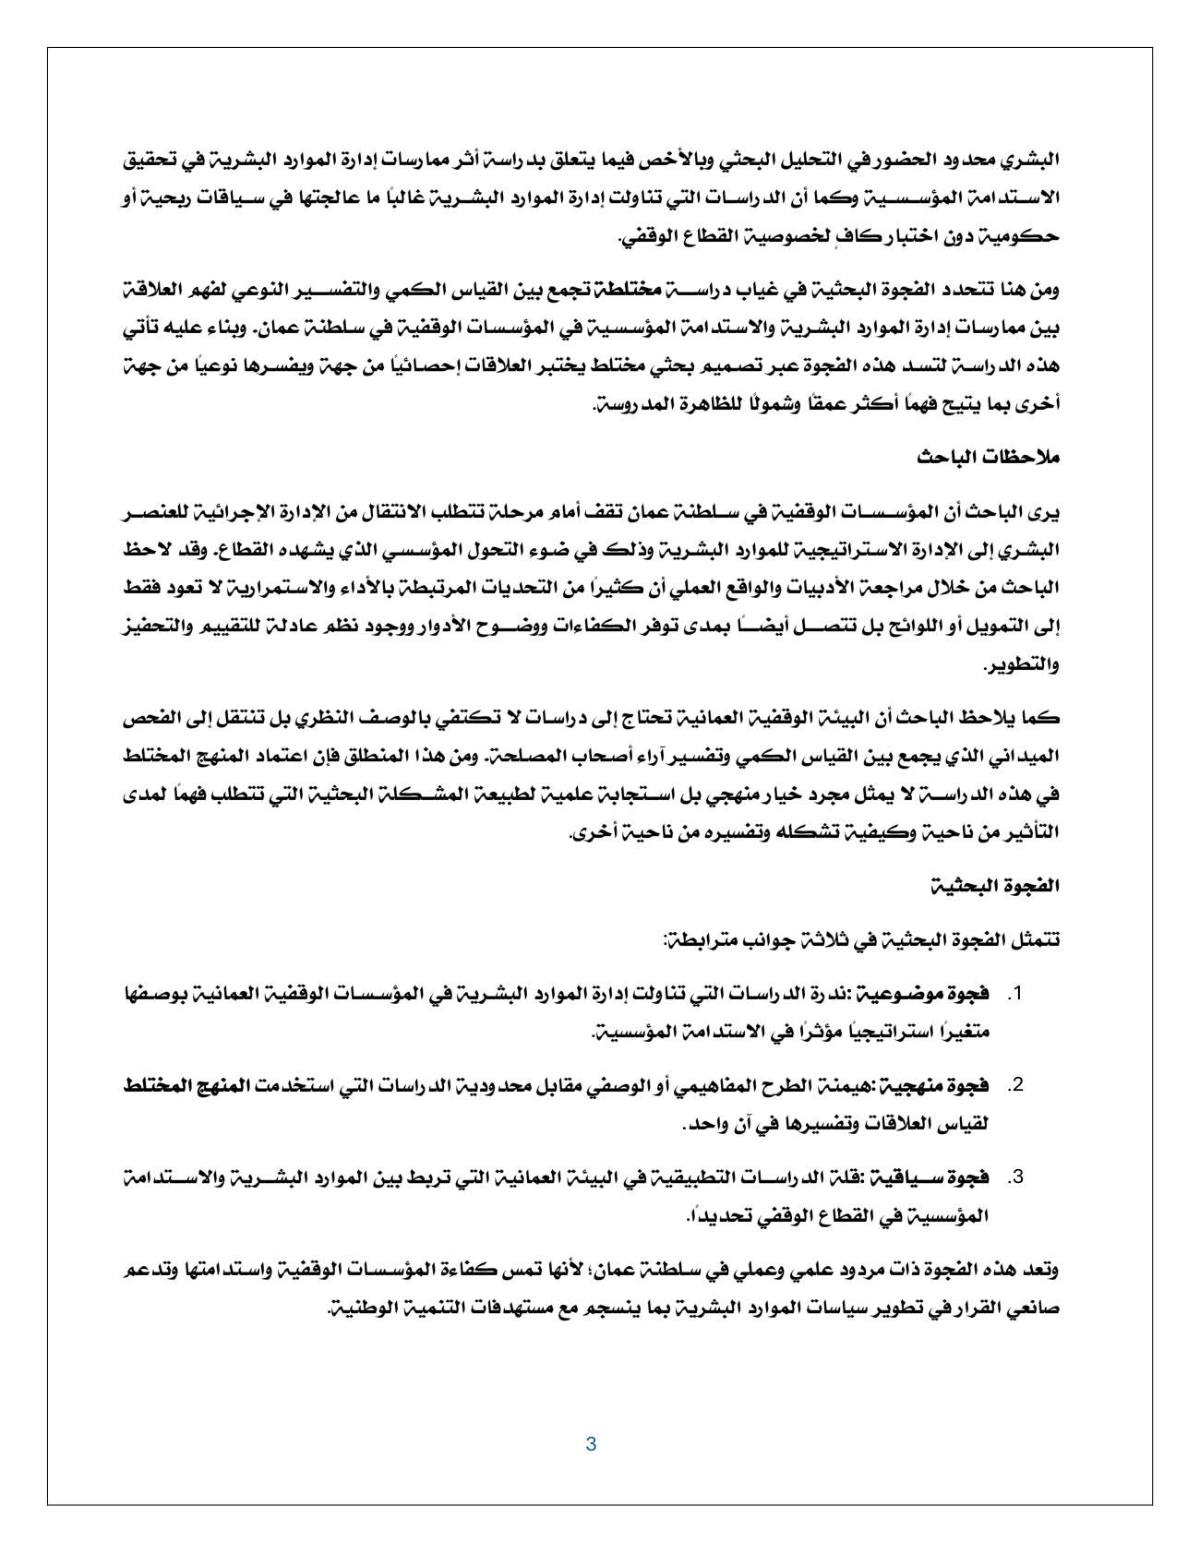 البشري محدود الحضور في التحليل البحثي وبالأخص فيما يتعلق بدراسة أثر ممارسات إدارة الموارد البشرية في تحقيق
الاستدامة المؤسسية وكما أن الدراسات التي تناولت إدارة الموارد البشرية غالبًا ما عالجتها في سياقات ربحية أو
حكومية دون اختبار كافٍ لخصوصية القطاع الوقفي.
ومن هنا تتحدد الفجوة البحثية في غياب دراسة مختلطة تجمع بين القياس الكمي والتفسير النوعي لفهم العلاقة
بين ممارسات إدارة الموارد البشرية والاستدامة المؤسسية في المؤسسات الوقفية في سلطنة عمان. وبناء عليه تأتي
هذه الدراسة لتسد هذه الفجوة عبر تصميم بحثي مختلط يختبر العلاقات إحصائيًا من جهة ويفسرها نوعيًا من جهة
أخرى بما يتيح فهمًا أكثر عمقًا وشمولًا للظاهرة المدروسة.
ملاحظات الباحث
يرى الباحث أن المؤسسات الوقفية في سلطنة عمان تقف أمام مرحلة تتطلب الانتقال من الإدارة الإجرائية للعنصر
البشري إلى الإدارة الاستراتيجية للموارد البشرية وذلك في ضوء التحول المؤسسي الذي يشهده القطاع. وقد لاحظ
الباحث من خلال مراجعة الأدبيات والواقع العملي أن كثيرًا من التحديات المرتبطة بالأداء والاستمرارية لا تعود فقط
إلى التمويل أو اللوائح بل تتصل أيضًا بمدى توفر الكفاءات ووضوح الأدوار ووجود نظم عادلة للتقييم والتحفيز
والتطوير.
كما يلاحظ الباحث أن البيئة الوقفية العمانية تحتاج إلى دراسات لا تكتفي بالوصف النظري بل تنتقل إلى الفحص
الميداني الذي يجمع بين القياس الكمي وتفسير آراء أصحاب المصلحة. ومن هذا المنطلق فإن اعتماد المنهج المختلط
في هذه الدراسة لا يمثل مجرد خيار منهجي بل استجابة علمية لطبيعة المشكلة البحثية التي تتطلب فهمًا لمدى
التأثير من ناحية وكيفية تشكله وتفسيره من ناحية أخرى.
الفجوة البحثية
تتمثل الفجوة البحثية في ثلاثة جوانب مترابطة:
1. فجوة موضوعية :ندرة الدراسات التي تناولت إدارة الموارد البشرية في المؤسسات الوقفية العمانية بوصفها
متغيرًا استراتيجيًا مؤثرًا في الاستدامة المؤسسية.
2. فجوة منهجية :هيمنة الطرح المفاهيمي أو الوصفي مقابل محدودية الدراسات التي استخدمت المنهج المختلط
لقياس العلاقات وتفسيرها في آن واحد.
3. فجوة سياقية :قلة الدراسات التطبيقية في البيئة العمانية التي تربط بين الموارد البشرية والاستدامة
المؤسسية في القطاع الوقفي تحديدًا.
وتعد هذه الفجوة ذات مردود علمي وعملي في سلطنة عمان؛ لأنها تمس كفاءة المؤسسات الوقفية واستدامتها وتدعم
صانعي القرار في تطوير سياسات الموارد البشرية بما ينسجم مع مستهدفات التنمية الوطنية.
3